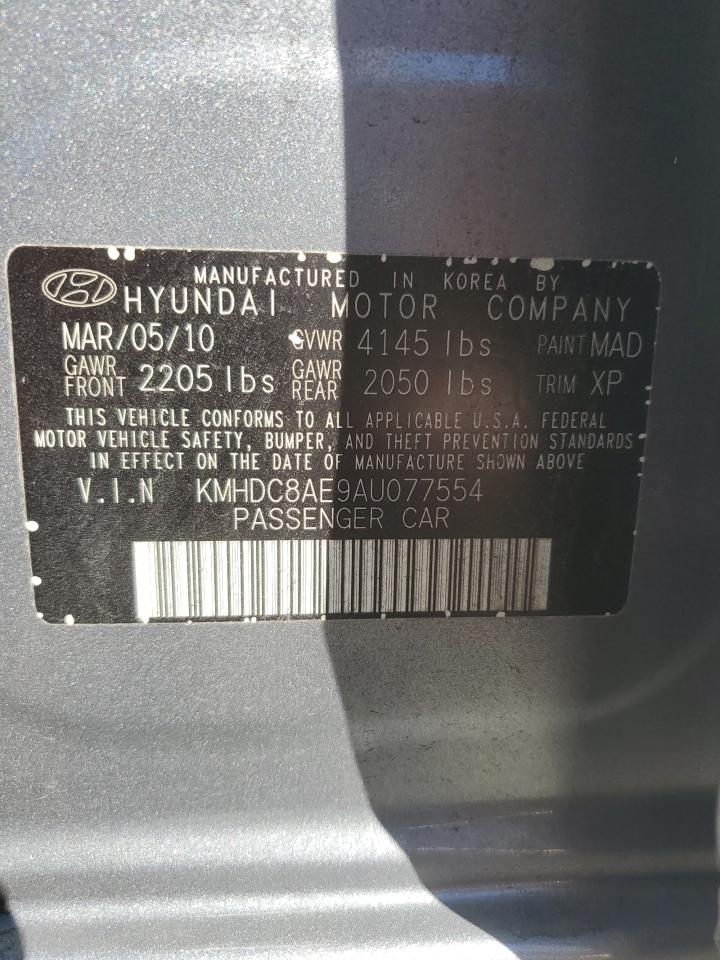 MANUFACTURED IN KOREA BY
HYUNDAI MOTOR COMPANY
MAR/05/10 GVWR 4145 lbs PAINT MAD
GAWR FRONT 2205 lbs GAWR REAR 2050 lbs TRIM XP
THIS VEHICLE CONFORMS TO ALL APPLICABLE U.S.A. FEDERAL
MOTOR VEHICLE SAFETY, BUMPER, AND THEFT PREVENTION STANDARDS
IN EFFECT ON THE DATE OF MANUFACTURE SHOWN ABOVE
V.I.N KMHDC8AE9AU077554
PASSENGER CAR